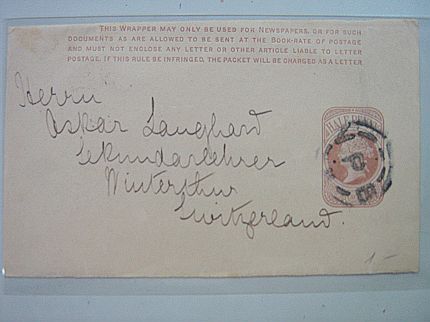 THIS WRAPPER MAY ONLY BE USED FOR NEWSPAPERS, OR FOR SUCH
DOCUMENTS AS ARE ALLOWED TO BE SENT AT THE BOOK-RATE OF POSTAGE
AND MUST NOT ENCLOSE ANY LETTER OR OTHER ARTICLE LIABLE TO LETTER
POSTAGE. IF THIS RULE BE INFRINGED, THE PACKET WILL BE CHARGED AS A LETTER
Herrn
Oskar Langhard
Sekundarlehrer
Winterthur
Switzerland.
1-